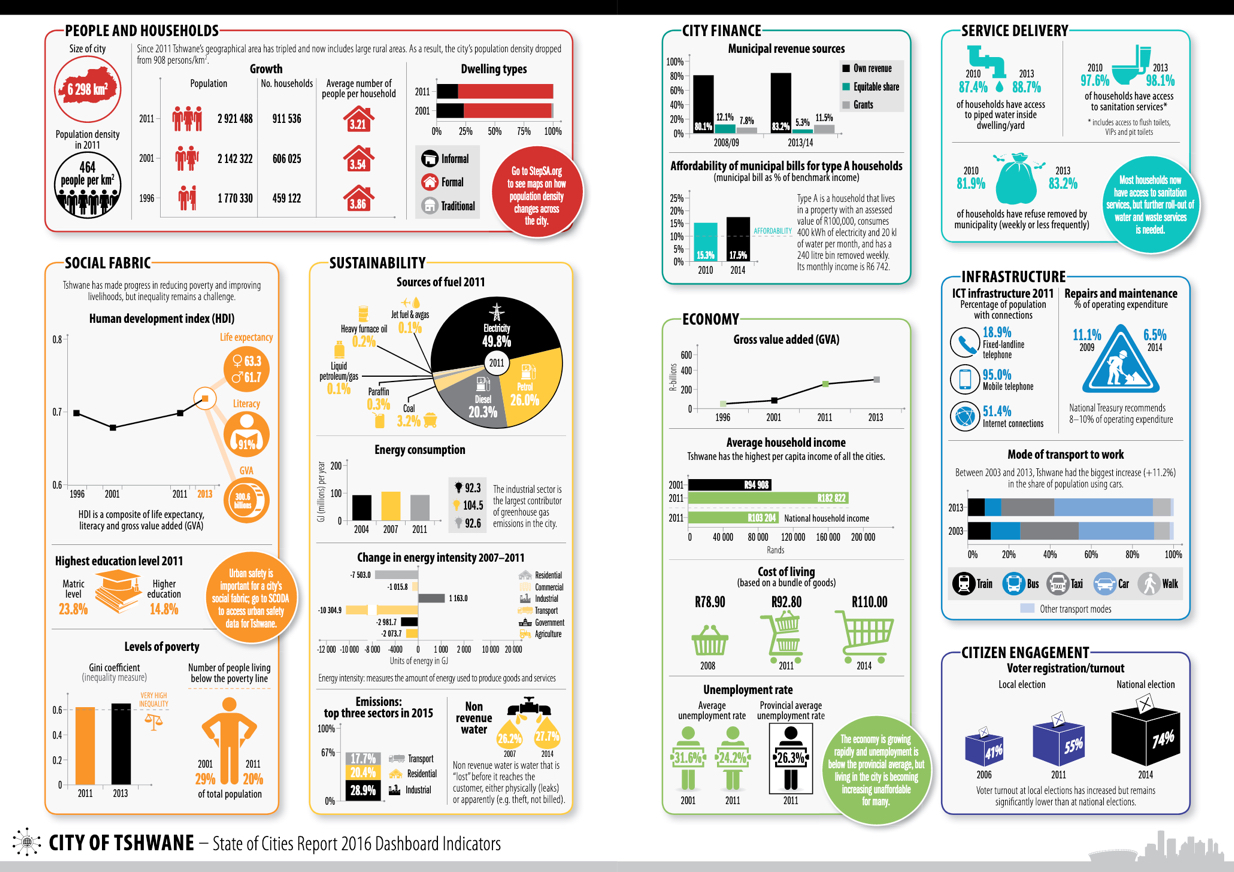 PEOPLE AND HOUSEHOLDS
Size of city
6 298 km²
Population density
in 2011
464
people per km²
Since 2011 Tshwane's geographical area has tripled and now includes large rural areas. As a result, the city's population density dropped
from 908 persons/km².
Growth
Population
No. households
Average number of
people per household
2011
2 921 488
911 536
3.21
2001
2 142 322
606 025
3.54
1996
1 770 330
459 122
3.86
Dwelling types
2011
2001
0% 25% 50% 75% 100%
Informal
Formal
Traditional
Go to StepSA.org
to see maps on how
population density
changes across
the city.
SOCIAL FABRIC
Tshwane has made progress in reducing poverty and improving
livelihoods, but inequality remains a challenge.
Human development index (HDI)
0.8
0.7
0.6
1996 2001 2011 2013
Life expectancy
63.3
61.7
Literacy
91%
GVA
300.6
billions
HDI is a composite of life expectancy,
literacy and gross value added (GVA)
Highest education level 2011
Matric
level
23.8%
Higher
education
14.8%
Urban safety is
important for a city's
social fabric; go to SCODA
to access urban safety
data for Tshwane.
Levels of poverty
Gini coefficient
(inequality measure)
0.6
0.4
0.2
0
2011 2013
VERY HIGH
INEQUALITY
Number of people living
below the poverty line
2001
29%
2011
20%
of total population
SUSTAINABILITY
Sources of fuel 2011
Jet fuel & avgas
0.1%
Heavy furnace oil
0.2%
Liquid
petroleum/gas
0.1%
Paraffin
0.3%
Coal
3.2%
Electricity
49.8%
2011
Petrol
26.0%
Diesel
20.3%
Energy consumption
GJ (millions) per year
200
100
0
2004 2007 2011
92.3
104.5
92.6
The industrial sector is
the largest contributor
of greenhouse gas
emissions in the city.
Change in energy intensity 2007–2011
-7 503.0
-1 015.8
1 163.0
-10 304.9
-2 981.7
-2 073.7
Residential
Commercial
Industrial
Transport
Government
Agriculture
-12 000 -10 000 -8000 -4000 -2000 0 1 000 2 000 10 000 20 000
Units of energy in GJ
Energy intensity: measures the amount of energy used to produce goods and services
Emissions:
top three sectors in 2015
100%
67%
0%
17.7%
20.4%
28.9%
Transport
Residential
Industrial
Non
revenue
water
26.2%
2007
27.7%
2014
Non revenue water is water that is
"lost" before it reaches the
customer, either physically (leaks)
or apparently (e.g. theft, not billed).
CITY FINANCE
Municipal revenue sources
100%
80%
60%
40%
20%
0%
80.1%
12.1%
7.8%
83.2%
5.3%
11.5%
2008/09 2013/14
Own revenue
Equitable share
Grants
Affordability of municipal bills for type A households
(municipal bill as % of benchmark income)
25%
20%
15%
10%
5%
0%
15.3%
17.5%
2010 2014
AFFORDABILITY
Type A is a household that lives
in a property with an assessed
value of R100,000, consumes
400 kWh of electricity and 20 kl
of water per month, and has a
240 litre bin removed weekly.
Its monthly income is R6 742.
ECONOMY
Gross value added (GVA)
R-billions
600
400
200
0
1996 2001 2011 2013
Average household income
Tshwane has the highest per capita income of all the cities.
2001
R94 908
2011
R182 822
2011
R103 204
National household income
0 40 000 80 000 120 000 160 000 200 000
Rands
Cost of living
(based on a bundle of goods)
R78.90
R92.80
R110.00
2008
2011
2014
Unemployment rate
Average
unemployment rate
Provincial average
unemployment rate
31.6%
24.2%
26.3%
2001
2011
2011
The economy is growing
rapidly and unemployment is
below the provincial average, but
living in the city is becoming
increasing unaffordable
for many.
SERVICE DELIVERY
2010
87.4%
2013
88.7%
of households have access
to piped water inside
dwelling/yard
2010
97.6%
2013
98.1%
of households have access
to sanitation services*
* includes access to flush toilets,
VIPs and pit toilets
2010
81.9%
2013
83.2%
of households have refuse removed by
municipality (weekly or less frequently)
Most households now
have access to sanitation
services, but further roll-out of
water and waste services
is needed.
INFRASTRUCTURE
ICT infrastructure 2011
Percentage of population
with connections
18.9%
Fixed-landline
telephone
95.0%
Mobile telephone
51.4%
Internet connections
Repairs and maintenance
% of operating expenditure
11.1%
2009
6.5%
2014
National Treasury recommends
8–10% of operating expenditure
Mode of transport to work
Between 2003 and 2013, Tshwane had the biggest increase (+11.2%)
in the share of population using cars.
2013
2003
0% 20% 40% 60% 80% 100%
Train
Bus
TAXI
Taxi
Car
Walk
Other transport modes
CITIZEN ENGAGEMENT
Voter registration/turnout
Local election
National election
41%
55%
74%
2006
2011
2014
Voter turnout at local elections has increased but remains
significantly lower than at national elections.
CITY OF TSHWANE – State of Cities Report 2016 Dashboard Indicators